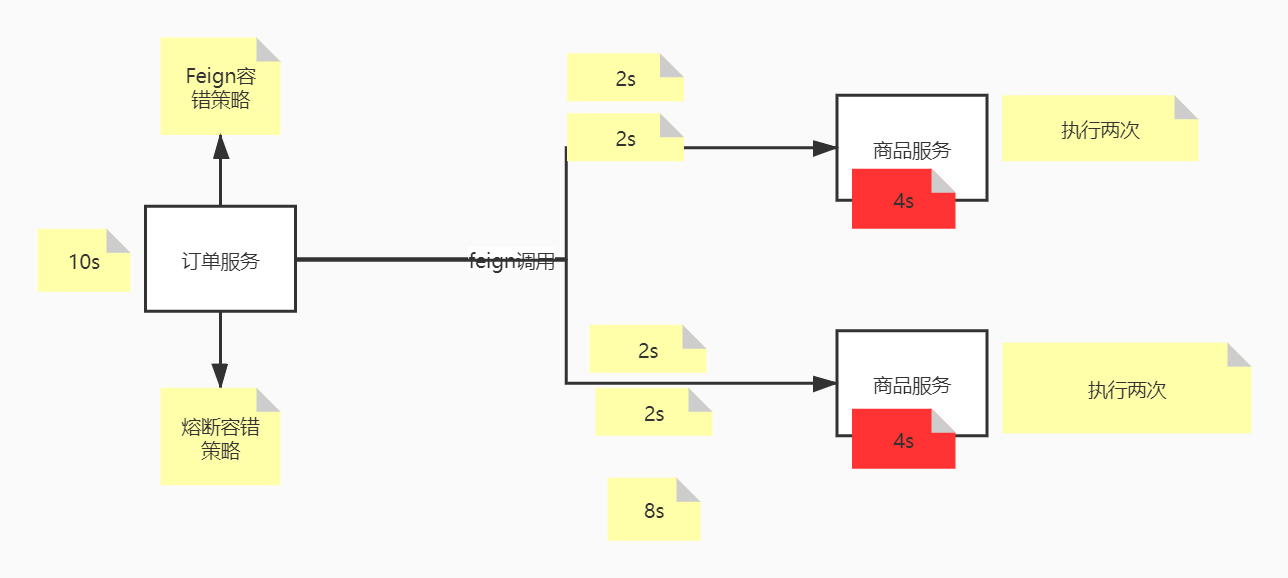 Feign容
错策略
2s
2s
商品服务
执行两次
4s
10s
订单服务
feign调用
2s
商品服务
执行两次
2s
4s
熔断容错
策略
8s